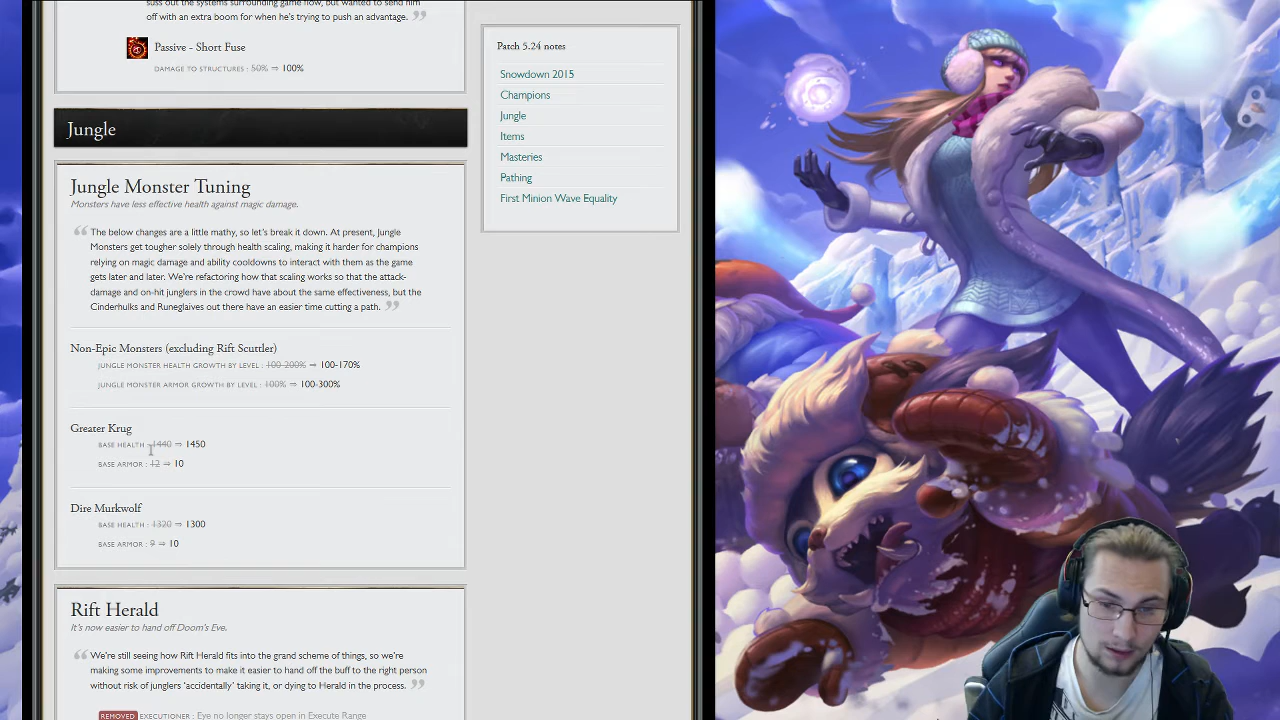 suss out the systems surrounding game flow, but wanted to send him
off with an extra boom for when he's trying to push an advantage.
Passive - Short Fuse
DAMAGE TO STRUCTURES : 50% ⇒ 100%
Jungle
Jungle Monster Tuning
Monsters have less effective health against magic damage.
The below changes are a little mathy, so let's break it down. At present, Jungle
Monsters get tougher solely through health scaling, making it harder for champions
relying on magic damage and ability cooldowns to interact with them as the game
gets later and later. We're refactoring how that scaling works so that the attack-
damage and on-hit junglers in the crowd have about the same effectiveness, but the
Cinderhulks and Runeglaives out there have an easier time cutting a path.
Non-Epic Monsters (excluding Rift Scuttler)
JUNGLE MONSTER HEALTH GROWTH BY LEVEL : 100-200% ⇒ 100-170%
JUNGLE MONSTER ARMOR GROWTH BY LEVEL : 100% ⇒ 100-300%
Greater Krug
BASE HEALTH : 1440 ⇒ 1450
BASE ARMOR : 12 ⇒ 10
Dire Murkwolf
BASE HEALTH : 1320 ⇒ 1300
BASE ARMOR : 9 ⇒ 10
Rift Herald
It's now easier to hand off Doom's Eve.
We're still seeing how Rift Herald fits into the grand scheme of things, so we're
making some improvements to make it easier to hand off the buff to the right person
without risk of junglers 'accidentally' taking it, or dying to Herald in the process.
REMOVED EXECUTIONER : Eye no longer stays open in Execute Range
Patch 5.24 notes
Snowdown 2015
Champions
Jungle
Items
Masteries
Pathing
First Minion Wave Equality